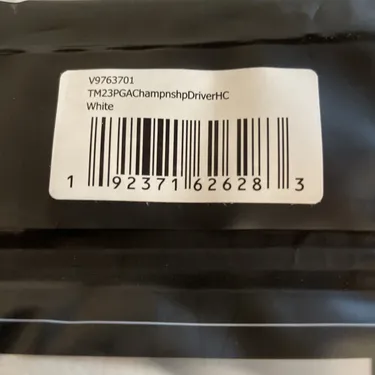 V9763701
TM23PGAChampnshpDriverHC
White
1 92371 62628 3